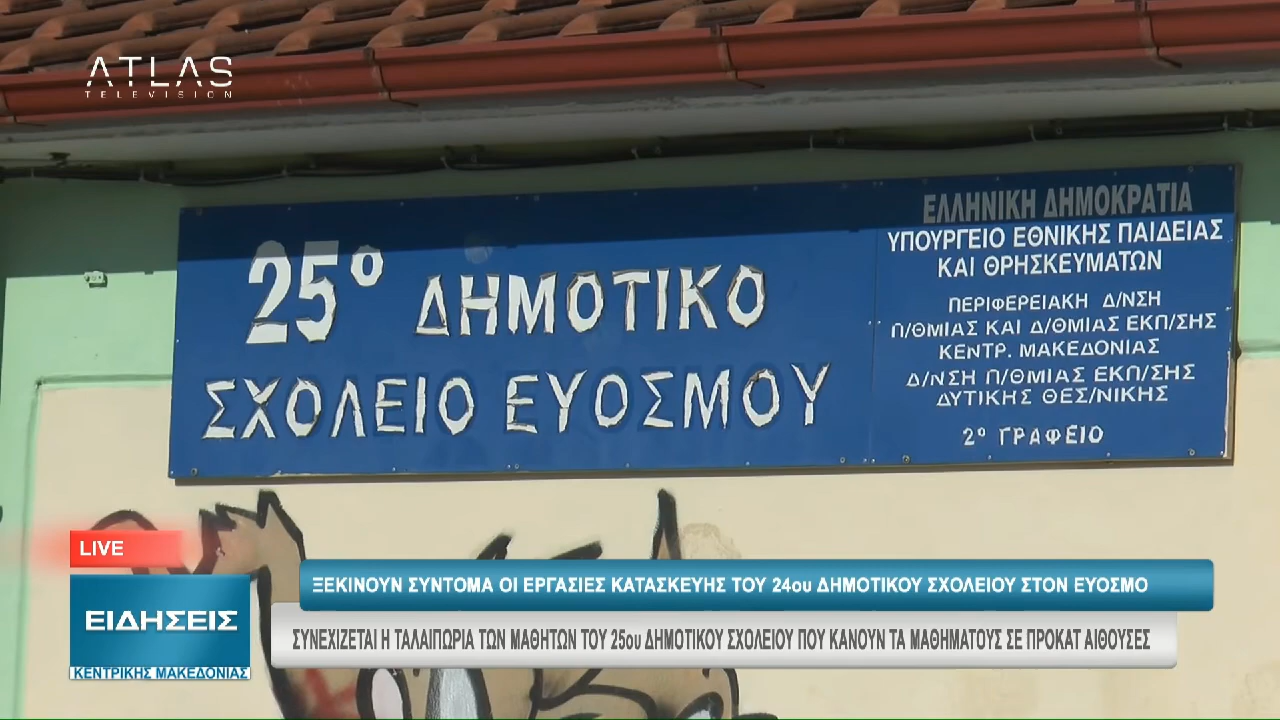 ATLAS
TELEVISION
25º ΔΗΜΟΤΙΚΟ
ΣΧΟΛΕΙΟ ΕΥΟΣΜΟΥ
ΕΛΛΗΝΙΚΗ ΔΗΜΟΚΡΑΤΙΑ
ΥΠΟΥΡΓΕΙΟ ΕΘΝΙΚΗΣ ΠΑΙΔΕΙΑΣ
ΚΑΙ ΘΡΗΣΚΕΥΜΑΤΩΝ
ΠΕΡΙΦΕΡΕΙΑΚΗ Δ/ΝΣΗ
Π/ΘΜΙΑΣ ΚΑΙ Δ/ΘΜΙΑΣ ΕΚΠ/ΣΗΣ
ΚΕΝΤΡ. ΜΑΚΕΔΟΝΙΑΣ
Δ/ΝΣΗ Π/ΘΜΙΑΣ ΕΚΠ/ΣΗΣ
ΔΥΤΙΚΗΣ ΘΕΣ/ΝΙΚΗΣ
2º ΓΡΑΦΕΙΟ
LIVE
ΕΙΔΗΣΕΙΣ
ΚΕΝΤΡΙΚΗΣ ΜΑΚΕΔΟΝΙΑΣ
ΞΕΚΙΝΟΥΝ ΣΥΝΤΟΜΑ ΟΙ ΕΡΓΑΣΙΕΣ ΚΑΤΑΣΚΕΥΗΣ ΤΟΥ 24ου ΔΗΜΟΤΙΚΟΥ ΣΧΟΛΕΙΟΥ ΣΤΟΝ ΕΥΟΣΜΟ
ΣΥΝΕΧΙΖΕΤΑΙ Η ΤΑΛΑΙΠΩΡΙΑ ΤΩΝ ΜΑΘΗΤΩΝ ΤΟΥ 25ου ΔΗΜΟΤΙΚΟΥ ΣΧΟΛΕΙΟΥ ΠΟΥ ΚΑΝΟΥΝ ΤΑ ΜΑΘΗΜΑΤΟΥΣ ΣΕ ΠΡΟΚΑΤ ΑΙΘΟΥΣΕΣ